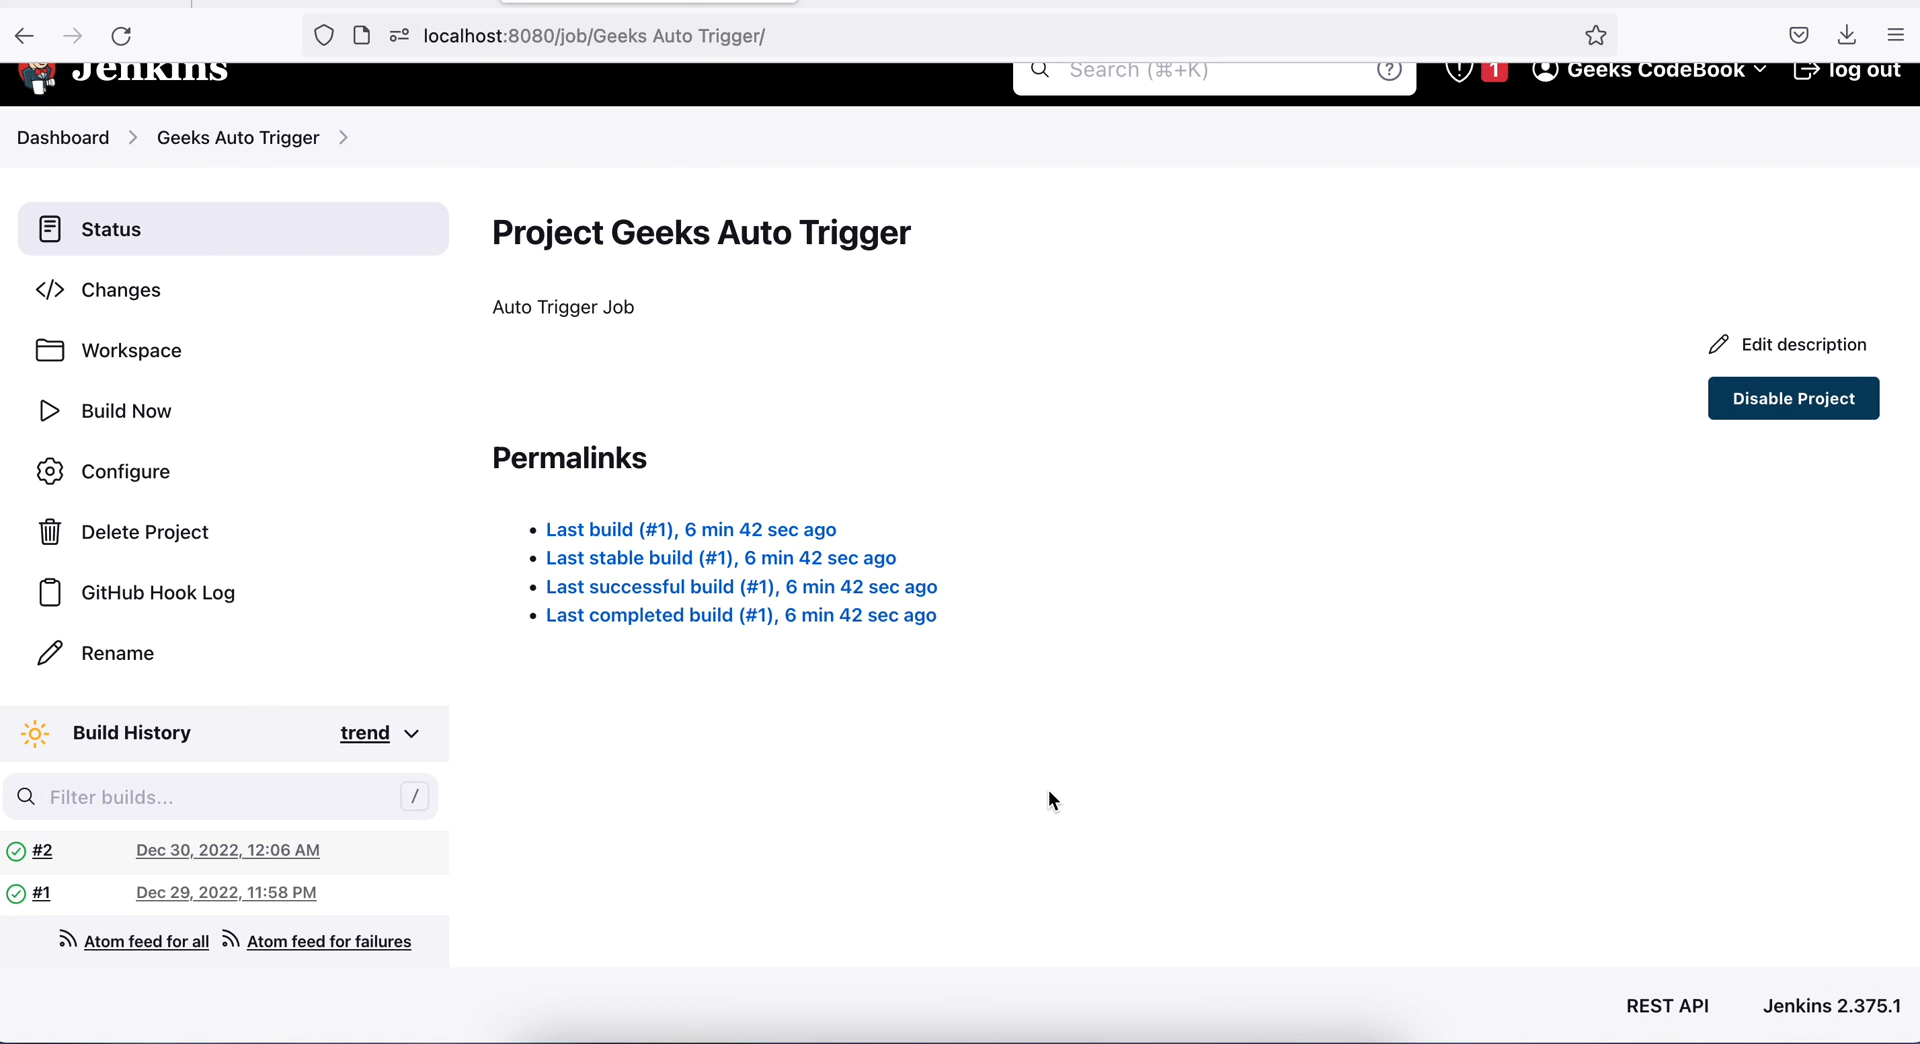 localhost:8080/job/Geeks Auto Trigger/
Jenkins
Search (⌘+K)
1
Geeks CodeBook
log out
Dashboard
Geeks Auto Trigger
Status
Changes
Workspace
Build Now
Configure
Delete Project
GitHub Hook Log
Rename
Project Geeks Auto Trigger
Auto Trigger Job
Edit description
Disable Project
Permalinks
• Last build (#1), 6 min 42 sec ago
• Last stable build (#1), 6 min 42 sec ago
• Last successful build (#1), 6 min 42 sec ago
• Last completed build (#1), 6 min 42 sec ago
Build History
trend
Filter builds...
/
#2 Dec 30, 2022, 12:06 AM
#1 Dec 29, 2022, 11:58 PM
Atom feed for all Atom feed for failures
REST API Jenkins 2.375.1